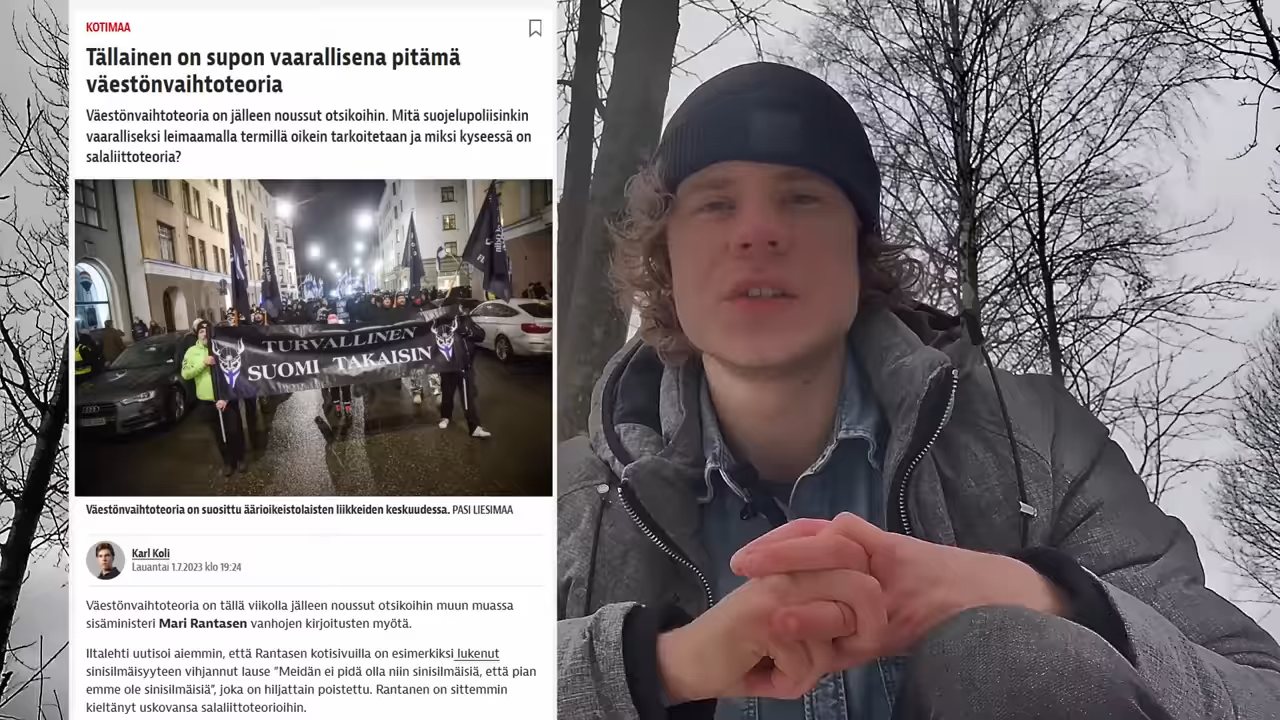 KOTIMAA
Tällainen on supon vaarallisena pitämä
väestönvaihtoteoria
Väestönvaihtoteoria on jälleen noussut otsikoihin. Mitä suojelupoliisinkin
vaaralliseksi leimaamalla termillä oikein tarkoitetaan ja miksi kyseessä on
salaliittoteoria?
TURVALLINEN
SUOMI TAKAISIN
Väestönvaihtoteoria on suosittu äärioikeistolaisten liikkeiden keskuudessa. PASI LIESIMAA
Karl Koli
Lauantai 1.7.2023 klo 19:24
Väestönvaihtoteoria on tällä viikolla jälleen noussut otsikoihin muun muassa
sisäministeri Mari Rantasen vanhojen kirjoitusten myötä.
Iltalehti uutisoi aiemmin, että Rantasen kotisivuilla on esimerkiksi lukenut
sinisilmäisyyteen vihjannut lause ”Meidän ei pidä olla niin sinisilmäisiä, että pian
emme ole sinisilmäisiä”, joka on hiljattain poistettu. Rantanen on sittemmin
kieltänyt uskovansa salaliittoteorioihin.